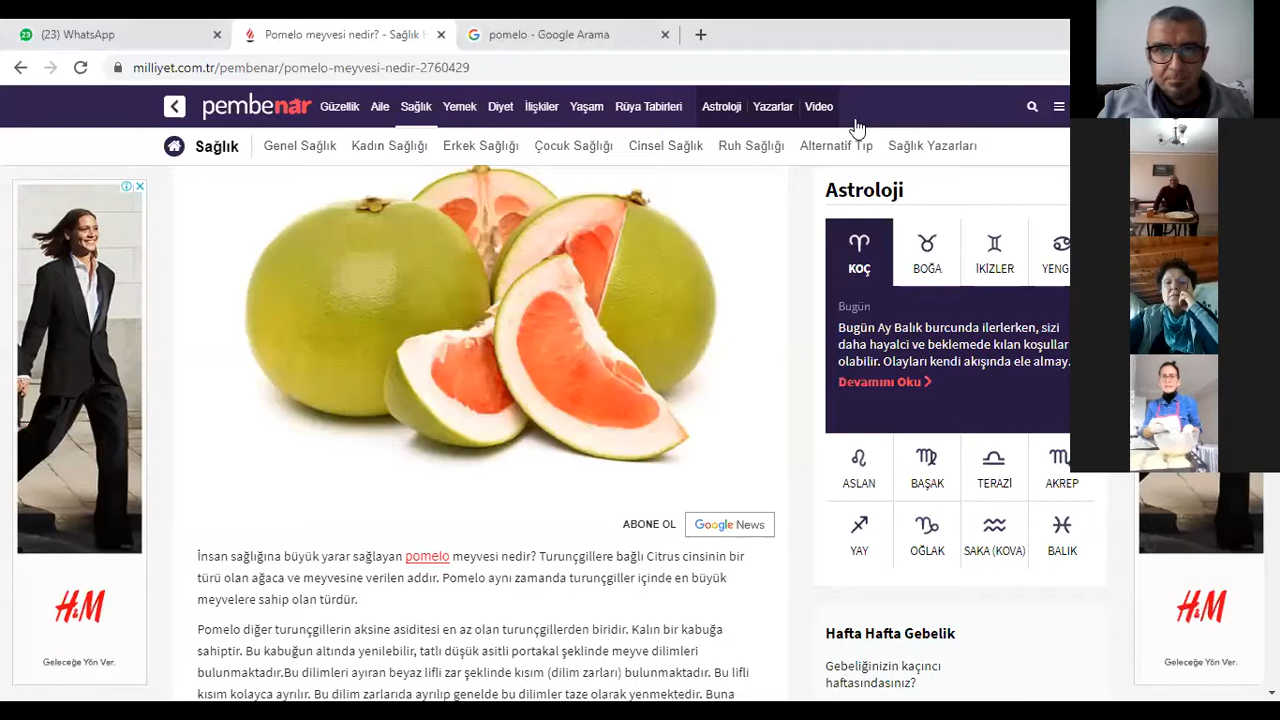 (23) WhatsApp
Pomelo meyvesi nedir? - Sağlık
pomelo - Google Arama
milliyet.com.tr/pembenar/pomelo-meyvesi-nedir-2760429
pembenar Güzellik Aile Sağlık Yemek Diyet İlişkiler Yaşam Rüya Tabirleri Astroloji Yazarlar Video
Sağlık Genel Sağlık Kadın Sağlığı Erkek Sağlığı Çocuk Sağlığı Cinsel Sağlık Ruh Sağlığı Alternatif Tıp Sağlık Yazarları
Astroloji
KOÇ BOĞA İKİZLER YENG
Bugün
Bugün Ay Balık burcunda ilerlerken, sizi
daha hayalci ve beklemede kılan koşullar
olabilir. Olayları kendi akışında ele almay.
Devamını Oku
ASLAN BAŞAK TERAZİ AKREP
YAY OĞLAK SAKA (KOVA) BALIK
ABONE OL Google News
İnsan sağlığına büyük yarar sağlayan pomelo meyvesi nedir? Turunçgillere bağlı Citrus cinsinin bir
türü olan ağaca ve meyvesine verilen addır. Pomelo aynı zamanda turunçgiller içinde en büyük
meyvelere sahip olan türdür.
Pomelo diğer turunçgillerin aksine asiditesi en az olan turunçgillerden biridir. Kalın bir kabuğa
sahiptir. Bu kabuğun altında yenilebilir, tatlı düşük asitli portakal şeklinde meyve dilimleri
bulunmaktadır.Bu dilimleri ayıran beyaz lifli zar şeklinde kısım (dilim zarları) bulunmaktadır. Bu lifli
kısım kolayca ayrılır. Bu dilim zarlarıda ayrılıp genelde bu dilimler taze olarak yenmektedir. Buna
Hafta Hafta Gebelik
Gebeliğinizin kaçıncı
haftasındasınız?
H&M
Geleceğe Yön Ver.
H&M
Geleceğe Yön Ver.